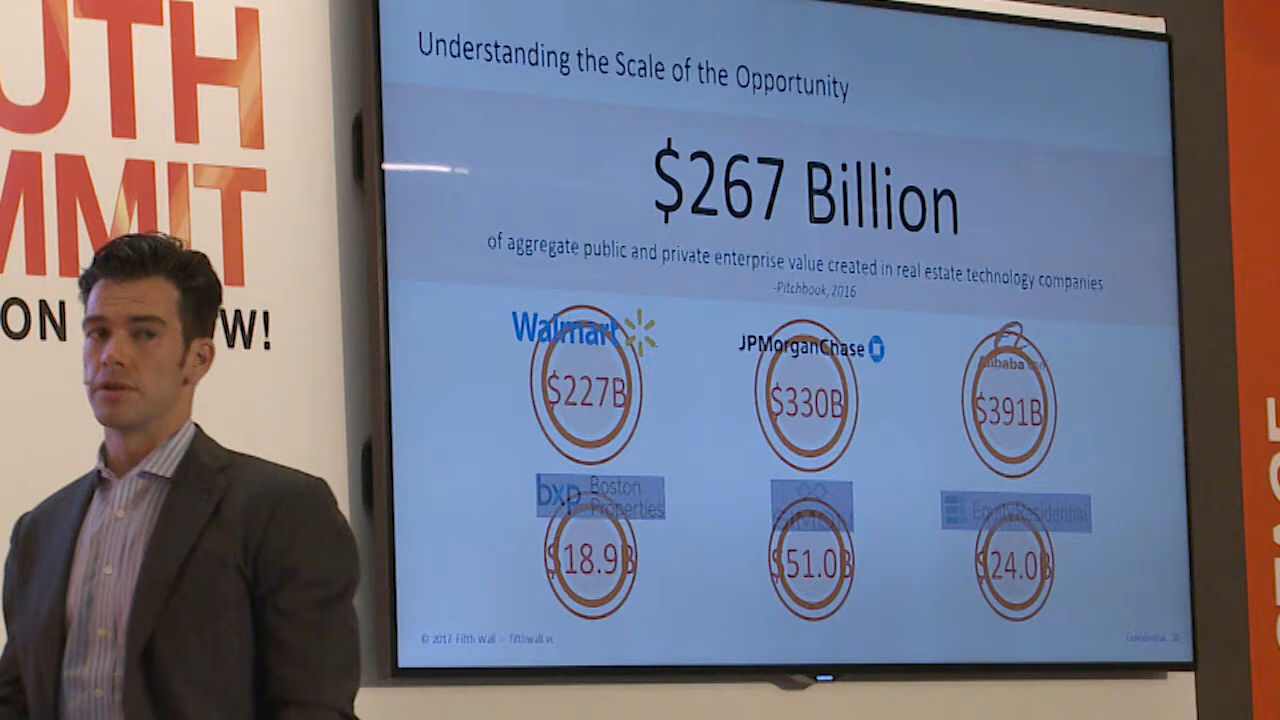 UTH
MMIT
ON W!
Understanding the Scale of the Opportunity
$267 Billion
of aggregate public and private enterprise value created in real estate technology companies
-Pitchbook, 2016
Walmart
JPMorganChase
$227B
$330B
$391B
bxp Boston
Properties
EquityResidential
$18.9B
$51.0B
$24.0B
© 2017 Fifth Wall – fifthwall.vc
Confidential